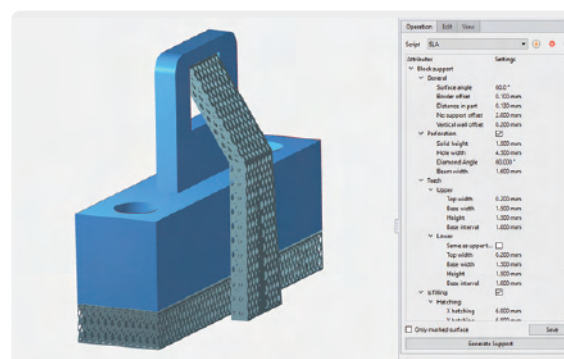 Operation Edit View
Script SLA
Attributes Settings
Block support
General
Surface angle 60.0 °
Border offset 0.100 mm
Distance in part 0.100 mm
No support offset 2.000 mm
Vertical wall offset 0.200 mm
Perforation
Solid height 1.000 mm
Hole width 4.300 mm
Diamond Angle 60.000 °
Beam width 1.600 mm
Teeth
Upper
Top width 0.200 mm
Base width 1.500 mm
Height 1.300 mm
Base interval 1.000 mm
Lower
Same as upper...
Top width 0.200 mm
Base width 1.300 mm
Height 1.500 mm
Base interval 1.000 mm
Is filling
Hatching
X hatching 6.000 mm
Only marked surface Save
Generate Support